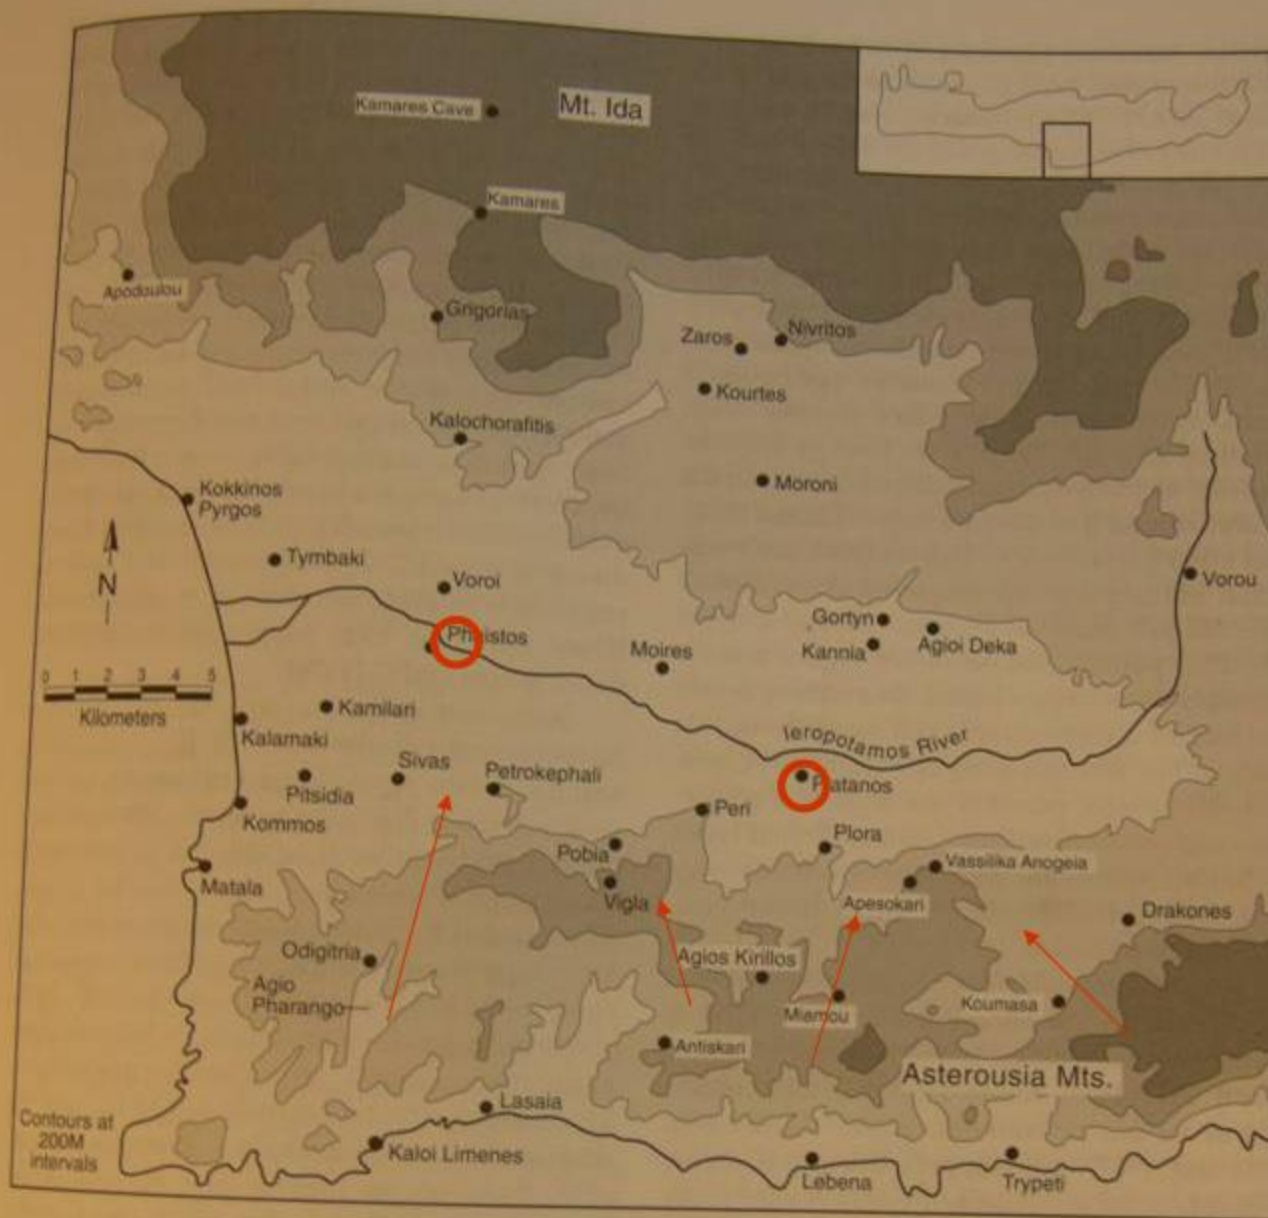 Kamares Cave
Mt. Ida
Kamares
Apodoulou
Grigorias
Zaros
Nivritos
Kourtes
Kalochorafitis
Moroni
Kokkinos
Pyrgos
N
Tymbaki
Voroi
Vorou
Phaistos
Gortyn
Kannia
Agioi Deka
Moires
0 1 2 3 4 5
Kilometers
Kamilari
Kalamaki
Ieropotamos River
Sivas
Petrokephali
Pitsidia
Platanos
Kommos
Peri
Plora
Pobia
Vassilika Anogeia
Matala
Vigla
Apesokari
Drakones
Odigitria
Agios Kirillos
Agio
Pharango
Miamou
Koumasa
Antiskari
Asterousia Mts.
Lasaia
Contours at
200M
intervals
Kaloi Limenes
Lebena
Trypeti